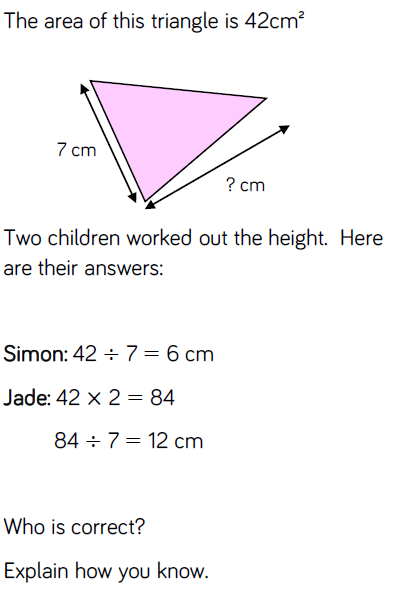 The area of this triangle is 42cm²
7 cm
? cm
Two children worked out the height. Here
are their answers:
Simon: 42 ÷ 7 = 6 cm
Jade: 42 × 2 = 84
84 ÷ 7 = 12 cm
Who is correct?
Explain how you know.